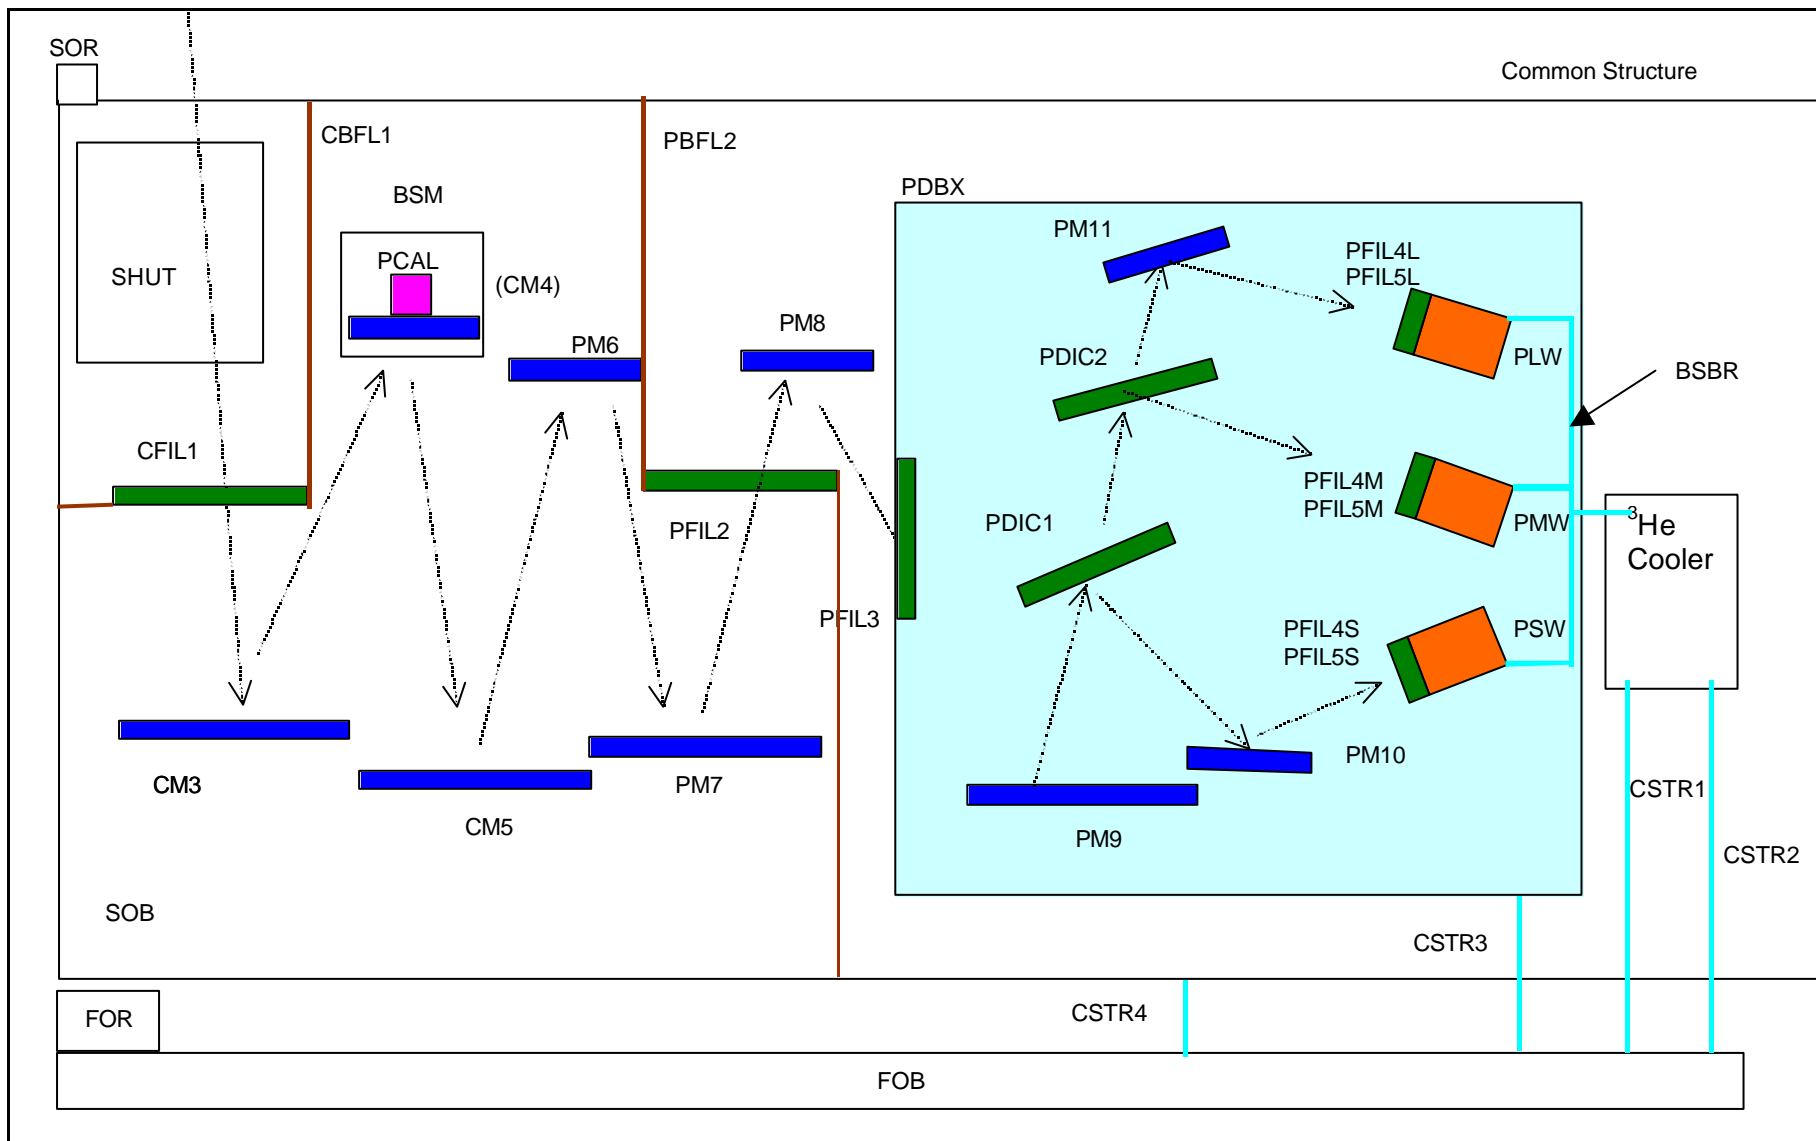 SOR
Common Structure
CBFL1
PBFL2
PDBX
BSM
PM11
PFIL4L
PFIL5L
SHUT
PCAL
(CM4)
PM8
PM6
PDIC2
PLW
BSBR
CFIL1
PFIL4M
PFIL5M
PMW
PFIL2
PDIC1
3He
Cooler
PFIL3
PFIL4S
PFIL5S
PSW
CM3
PM7
PM10
CSTR1
CM5
PM9
CSTR2
SOB
CSTR3
FOR
CSTR4
FOB